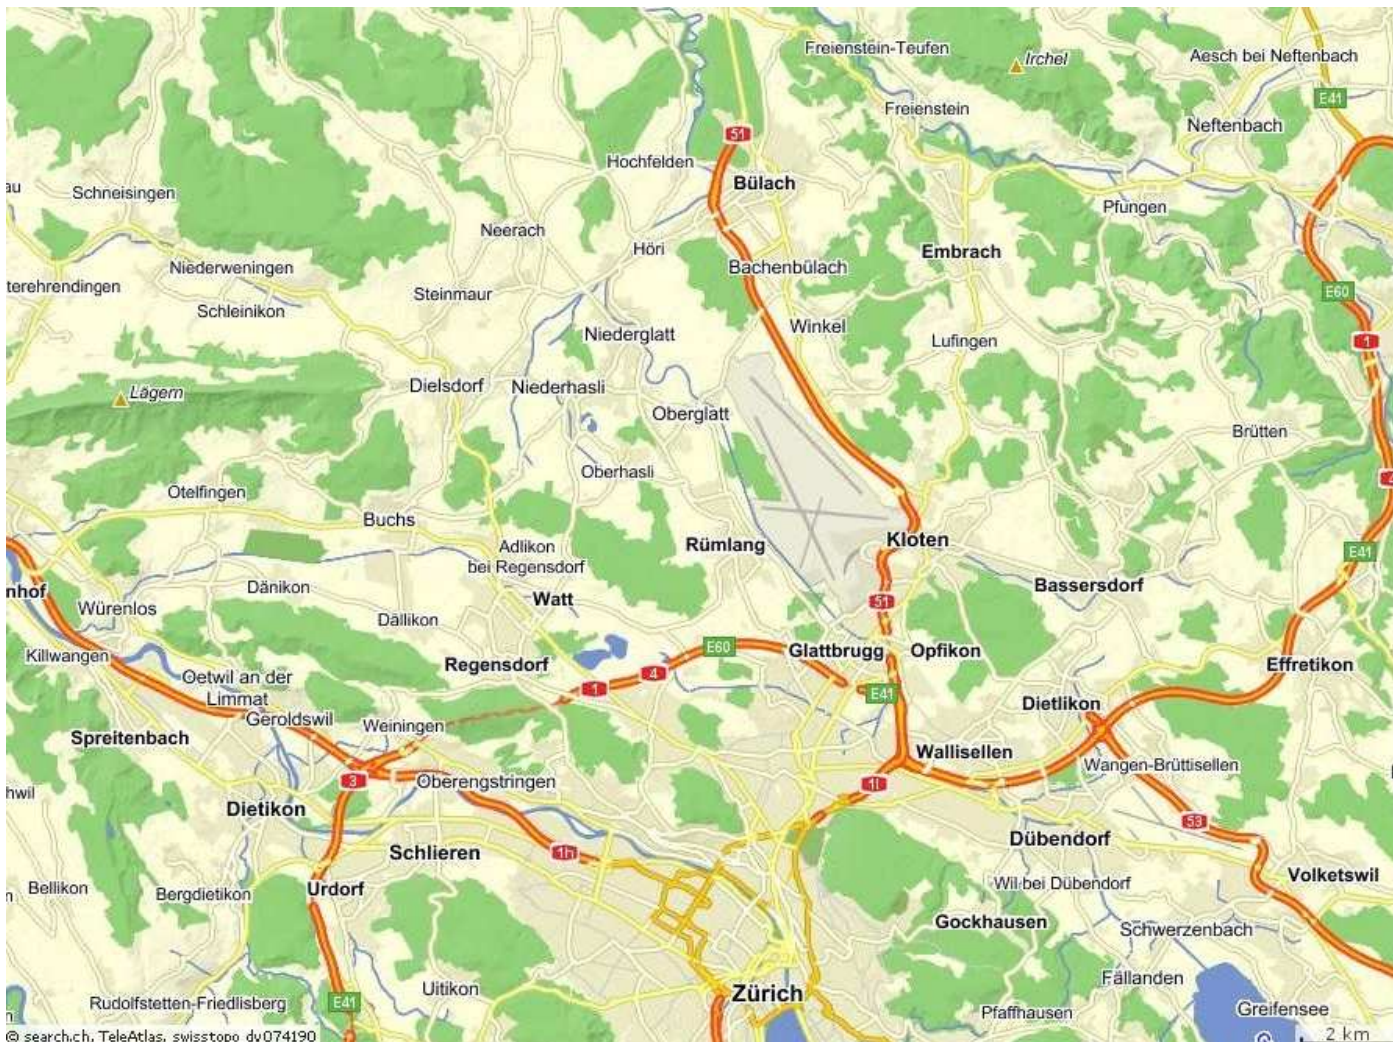 Freienstein-Teufen
Irchel
Aesch bei Neftenbach
E41
Freienstein
Neftenbach
51
Hochfelden
Bülach
Schneisingen
Pfungen
Neerach
Höri
Embrach
Niederweningen
Bachenbülach
terehrendingen
Schleinikon
Steinmaur
E60
Niederglatt
Winkel
Lufingen
1
Lägern
Dielsdorf
Niederhasli
Oberglatt
Brütten
Oberhasli
Otelfingen
Buchs
Adlikon
bei Regensdorf
Rümlang
Kloten
E41
nhof
Dänikon
Bassersdorf
Würenlos
Watt
51
Dällikon
Killwangen
Regensdorf
E60
Glattbrugg
Opfikon
Effretikon
Oetwil an der
Limmat
1
4
E41
Geroldswil
Weiningen
Dietlikon
Spreitenbach
Wallisellen
Wangen-Brüttisellen
3
Oberengstringen
1l
hwil
Dietikon
53
Dübendorf
Schlieren
1h
Volketswil
Bellikon
Bergdietikon
Urdorf
Wil bei Dübendorf
Gockhausen
Schwerzenbach
Fällanden
Uitikon
Zürich
Rudolfstetten-Friedlisberg
E41
Pfaffhausen
Greifensee
© search.ch, TeleAtlas, swisstopo dv074190
2 km